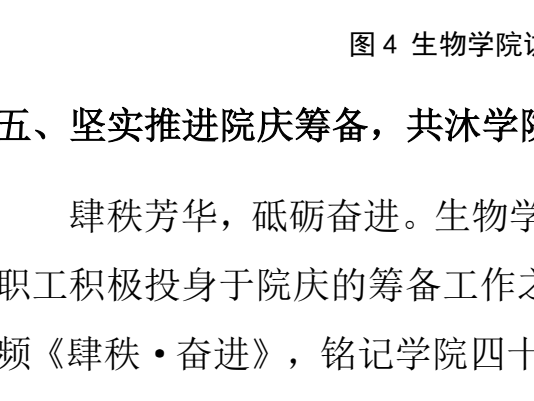 图 4 生物学院
五、坚实推进院庆筹备，共沐学院
肆秩芳华，砥砺奋进。生物学
职工积极投身于院庆的筹备工作之
频《肆秩·奋进》，铭记学院四十